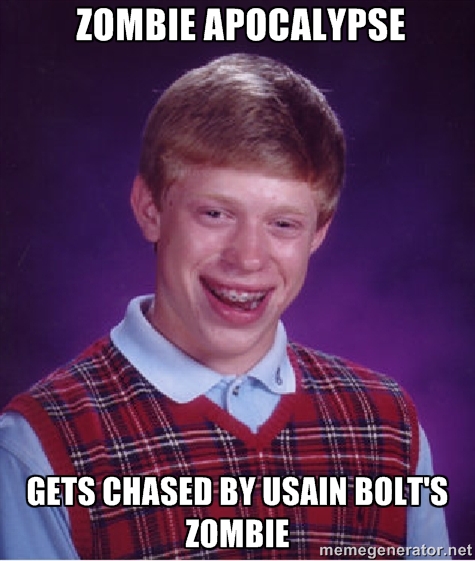 ZOMBIE APOCALYPSE
GETS CHASED BY USAIN BOLT'S
ZOMBIE
memegenerator.net